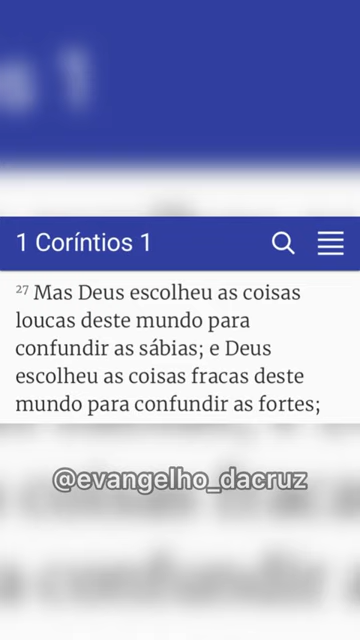 1 Coríntios 1
27 Mas Deus escolheu as coisas
loucas deste mundo para
confundir as sábias; e Deus
escolheu as coisas fracas deste
mundo para confundir as fortes;
@evangelho_dacruz